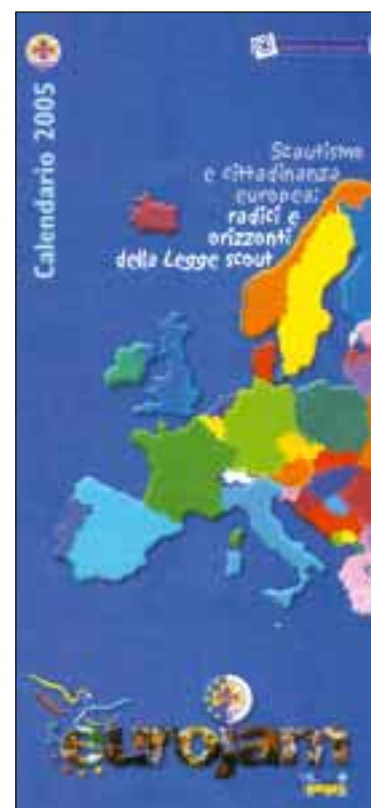 Calendario 2005
Scautismo
e cittadinanza
europea:
radici e
orizzonti
della Legge scout
eurojam